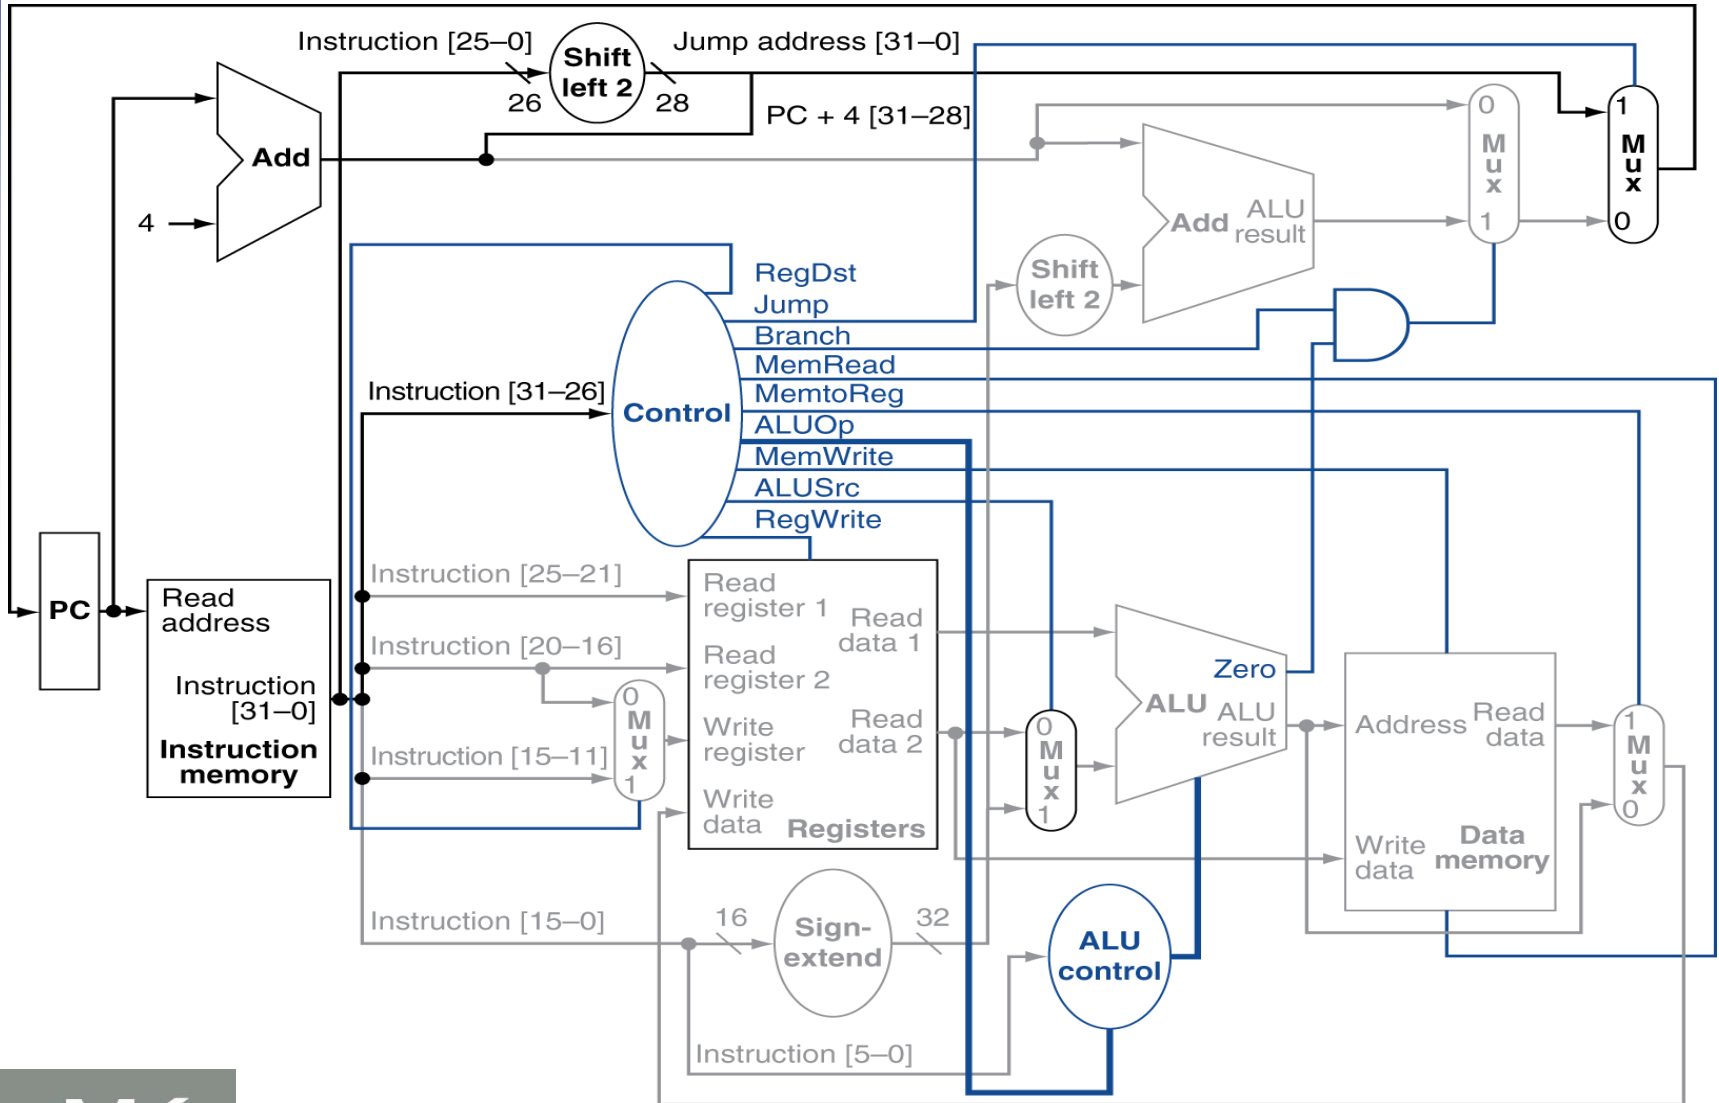 Instruction [25–0]
Shift
left 2
Jump address [31–0]
26
28
PC + 4 [31–28]
Add
4
0
M
u
x
1
1
M
u
x
0
Add
ALU
result
Shift
left 2
RegDst
Jump
Branch
MemRead
MemtoReg
ALUOp
MemWrite
ALUSrc
RegWrite
Instruction [31–26]
Control
PC
Read
address
Instruction
[31–0]
Instruction
memory
Instruction [25–21]
Instruction [20–16]
Instruction [15–11]
0
M
u
x
1
Read
register 1
Read
register 2
Write
register
Write
data
Read
data 1
Read
data 2
Registers
0
M
u
x
1
Zero
ALU
ALU
result
Address
Read
data
Write
data
Data
memory
1
M
u
x
0
Instruction [15–0]
16
Sign-
extend
32
ALU
control
Instruction [5–0]